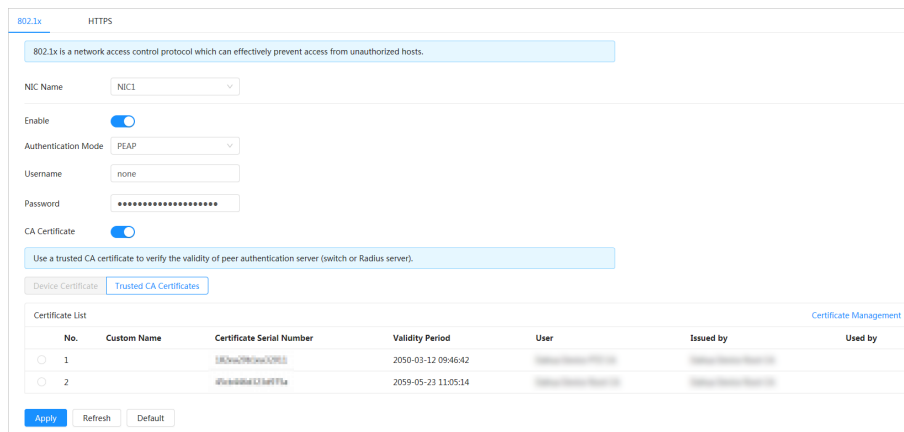 802.1x HTTPS
802.1x is a network access control protocol which can effectively prevent access from unauthorized hosts.
NIC Name NIC1
Enable
Authentication Mode PEAP
Username none
Password ●●●●●●●●●●●●●●●●●●●●
CA Certificate
Use a trusted CA certificate to verify the validity of peer authentication server (switch or Radius server).
Device Certificate Trusted CA Certificates
Certificate List Certificate Management
No. Custom Name Certificate Serial Number Validity Period User Issued by Used by
1 2050-03-12 09:46:42
2 2059-05-23 11:05:14
Apply Refresh Default